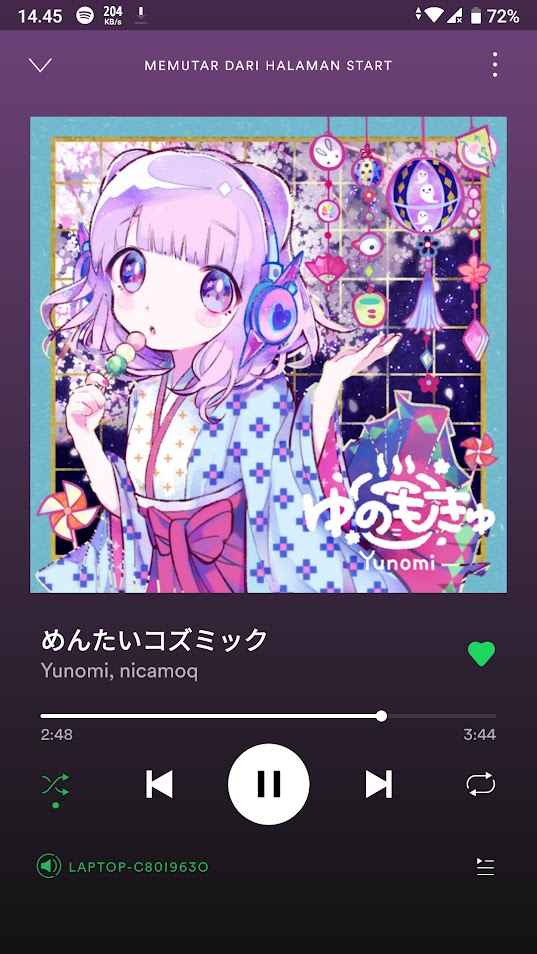 14.45 204 KB/s 72%
MEMUTAR DARI HALAMAN START
ゆのもきゅ
Yunomi
めんたいコズミック
Yunomi, nicamoq
2:48 3:44
LAPTOP-C80I963O